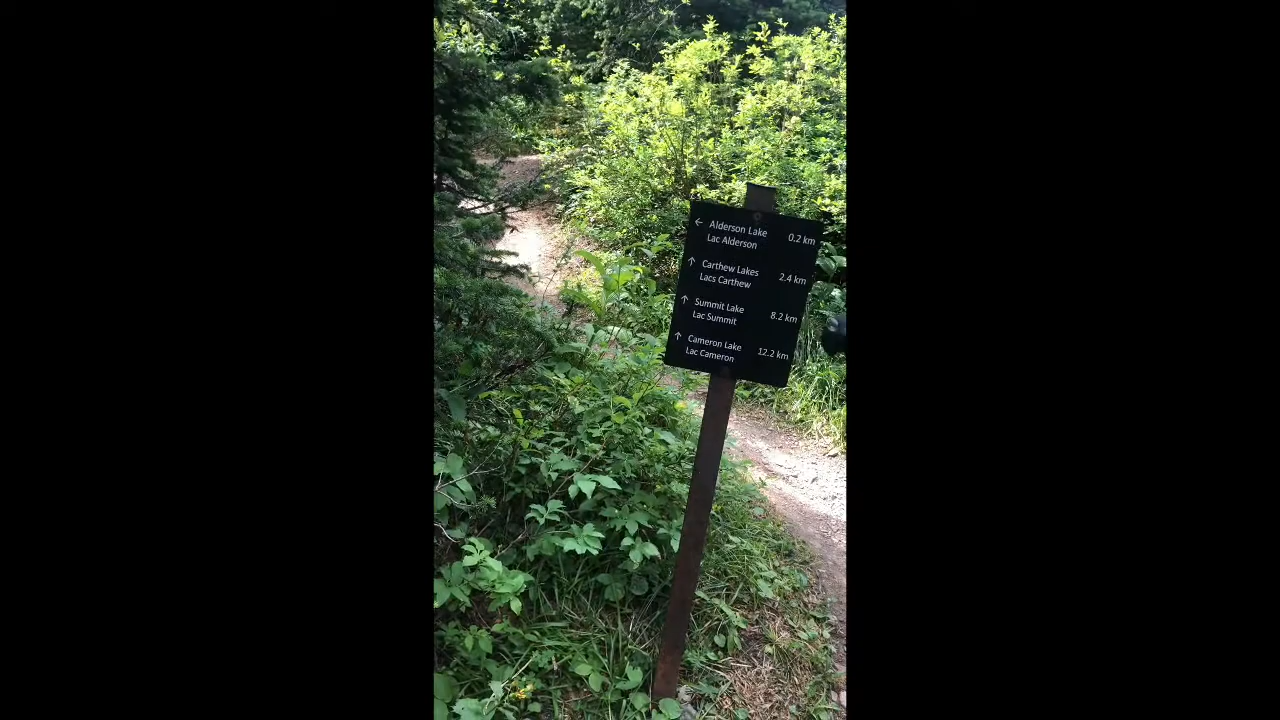 ← Alderson Lake 0.2 km
Lac Alderson
↑ Carthew Lakes 2.4 km
Lacs Carthew
↑ Summit Lake 8.2 km
Lac Summit
↑ Cameron Lake 12.2 km
Lac Cameron